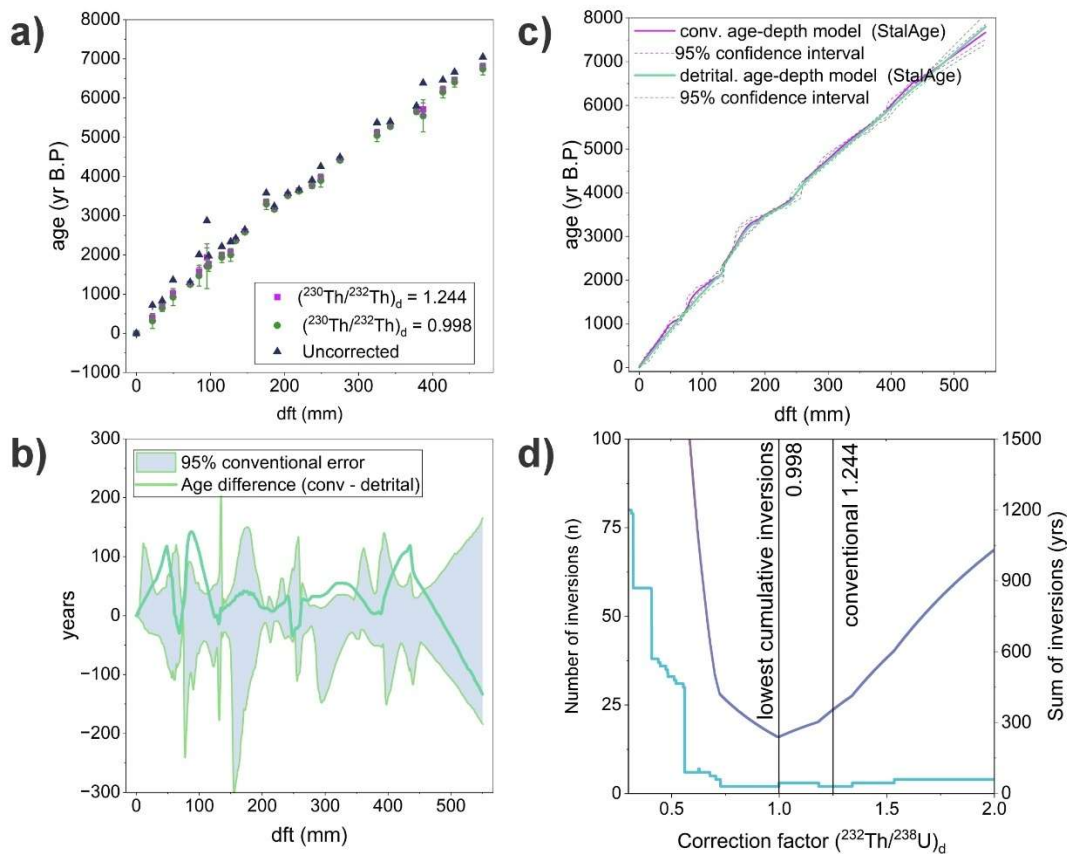 a)
8000
7000
6000
5000
4000
3000
2000
1000
0
−1000
age (yr B.P)
(²³⁰Th/²³²Th)d = 1.244
(²³⁰Th/²³²Th)d = 0.998
Uncorrected
0 100 200 300 400
dft (mm)
c)
8000
7000
6000
5000
4000
3000
2000
1000
0
age (yr B.P)
conv. age-depth model (StalAge)
95% confidence interval
detrital. age-depth model (StalAge)
95% confidence interval
0 100 200 300 400 500
dft (mm)
b)
300
200
100
0
−100
−200
−300
years
95% conventional error
Age difference (conv - detrital)
0 100 200 300 400 500
dft (mm)
d)
100
75
50
25
0
Number of inversions (n)
lowest cumulative inversions
0.998
conventional 1.244
1500
1200
900
600
300
0
Sum of inversions (yrs)
0.5 1.0 1.5 2.0
Correction factor (²³²Th/²³⁸U)d